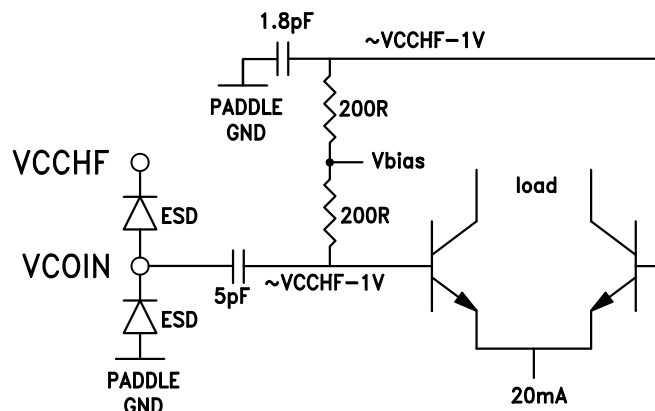 1.8pF
~VCCHF-1V
PADDLE
GND
200R
VCCHF
Vbias
load
ESD
200R
VCOIN
5pF
~VCCHF-1V
ESD
PADDLE
GND
20mA